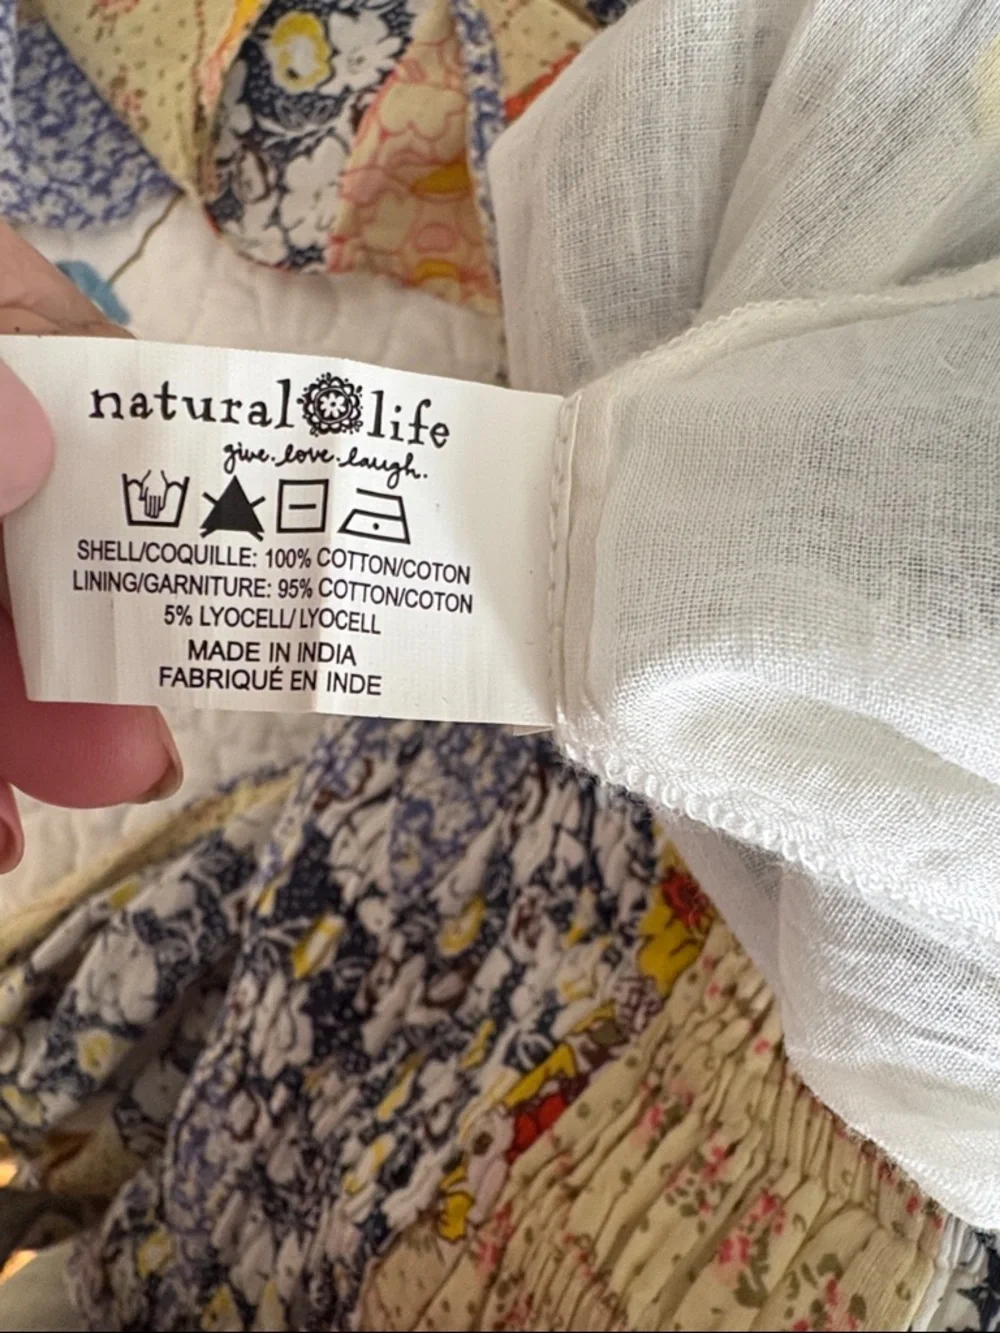 natural life
give.love.laugh.
SHELL/COQUILLE: 100% COTTON/COTON
LINING/GARNITURE: 95% COTTON/COTON
5% LYOCELL/LYOCELL
MADE IN INDIA
FABRIQUÉ EN INDE